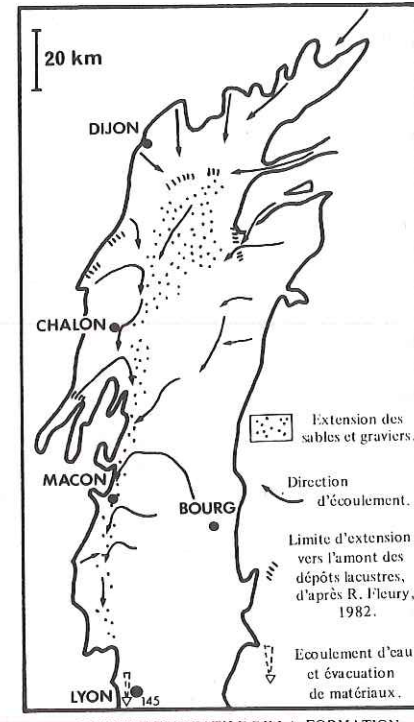 20 km
DIJON
CHALON
Extension des
sables et graviers.
MACON
Direction
d'écoulement.
BOURG
Limite d'extension
vers l'amont des
dépôts lacustres,
d'après R. Fleury,
1982.
Ecoulement d'eau
et évacuation
de matériaux.
LYON
145
FORMATION